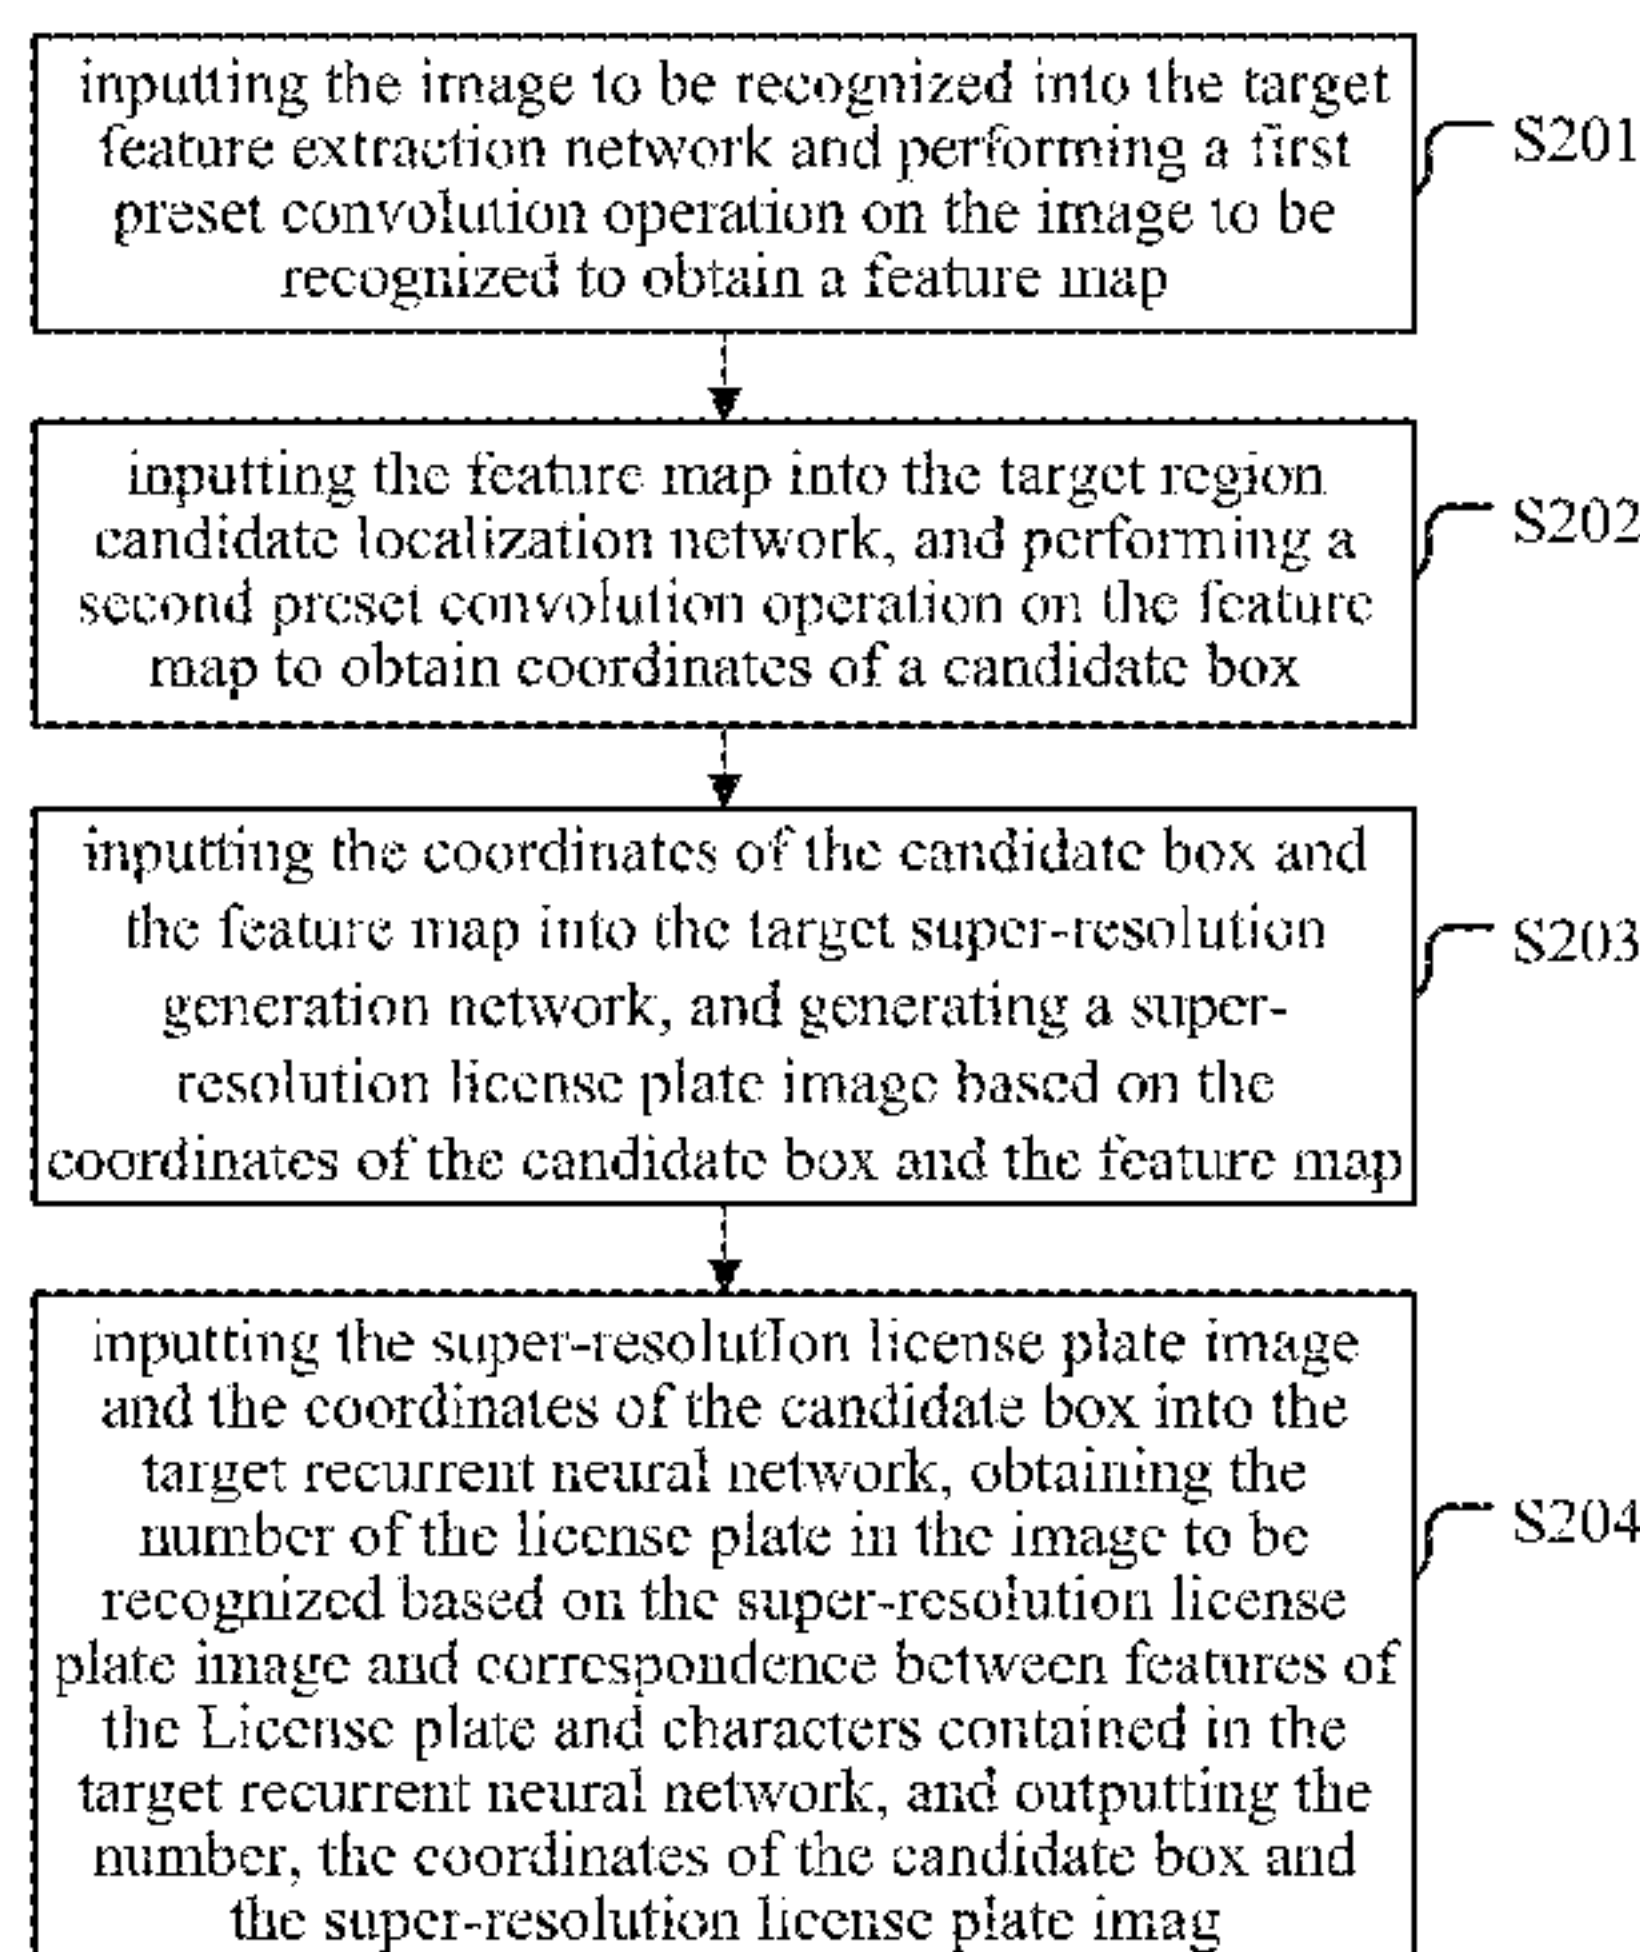 inputting the image to be recognized into the target
feature extraction network and performing a first
preset convolution operation on the image to be
recognized to obtain a feature map
S201
inputting the feature map into the target region
candidate localization network, and performing a
second preset convolution operation on the feature
map to obtain coordinates of a candidate box
S202
inputting the coordinates of the candidate box and
the feature map into the target super-resolution
generation network, and generating a super-
resolution license plate image based on the
coordinates of the candidate box and the feature map
S203
inputting the super-resolutIon license plate image
and the coordinates of the candidate box into the
target recurrent neural network, obtaining the
number of the license plate in the image to be
recognized based on the super-resolution license
plate image and correspondence between features of
the License plate and characters contained in the
target recurrent neural network, and outputting the
number, the coordinates of the candidate box and
the super-resolution license plate imag
S204